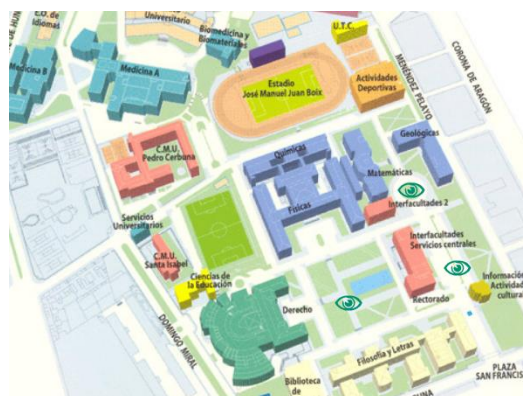 E.U. de
Idiomas
Universitario
Biomedicina y
Biomateriales
U.T.C.
Medicina B
Medicina A
Estadio
José Manuel Juan Boix
Actividades
Deportivas
MENÉNDEZ PELAYO
CORONA DE ARAGÓN
C.M.U.
Pedro Cerbuna
Químicas
Geológicas
Matemáticas
Físicas
Interfacultades 2
Servicios
Universitarios
C.M.U.
Santa Isabel
Interfacultades
Servicios centrales
Ciencias de
la Educación
Información
Actividad
cultura
Derecho
Rectorado
DOMINGO MIRAL
Filosofía y Letras
PLAZA
SAN FRANCIS
Biblioteca de